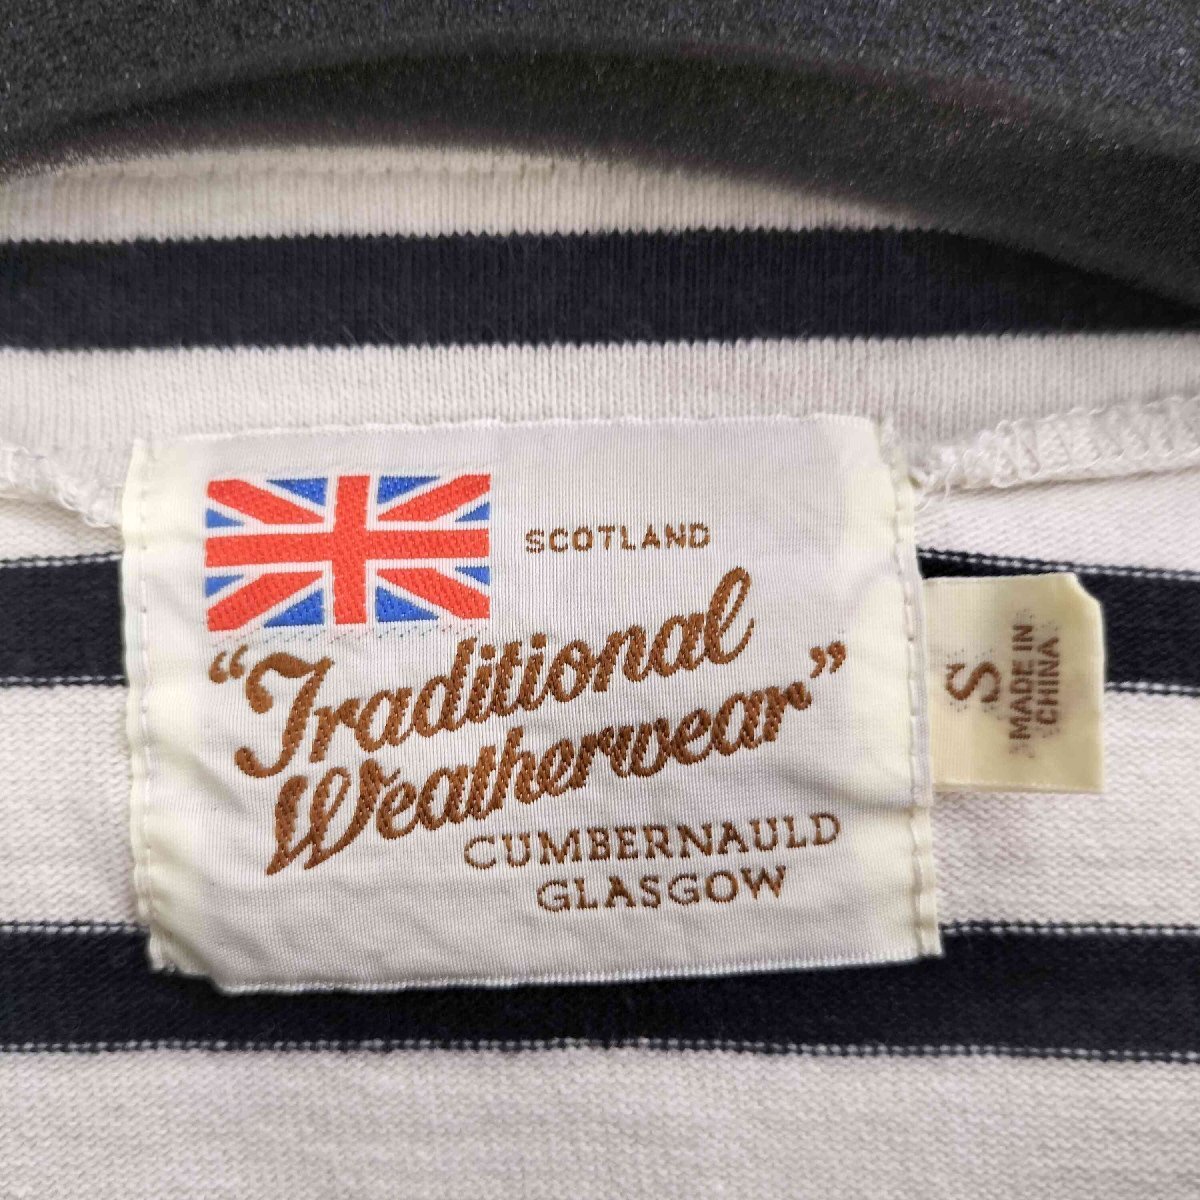 SCOTLAND
“Traditional
Weatherwear”
CUMBERNAULD
GLASGOW
S
MADE IN
CHINA